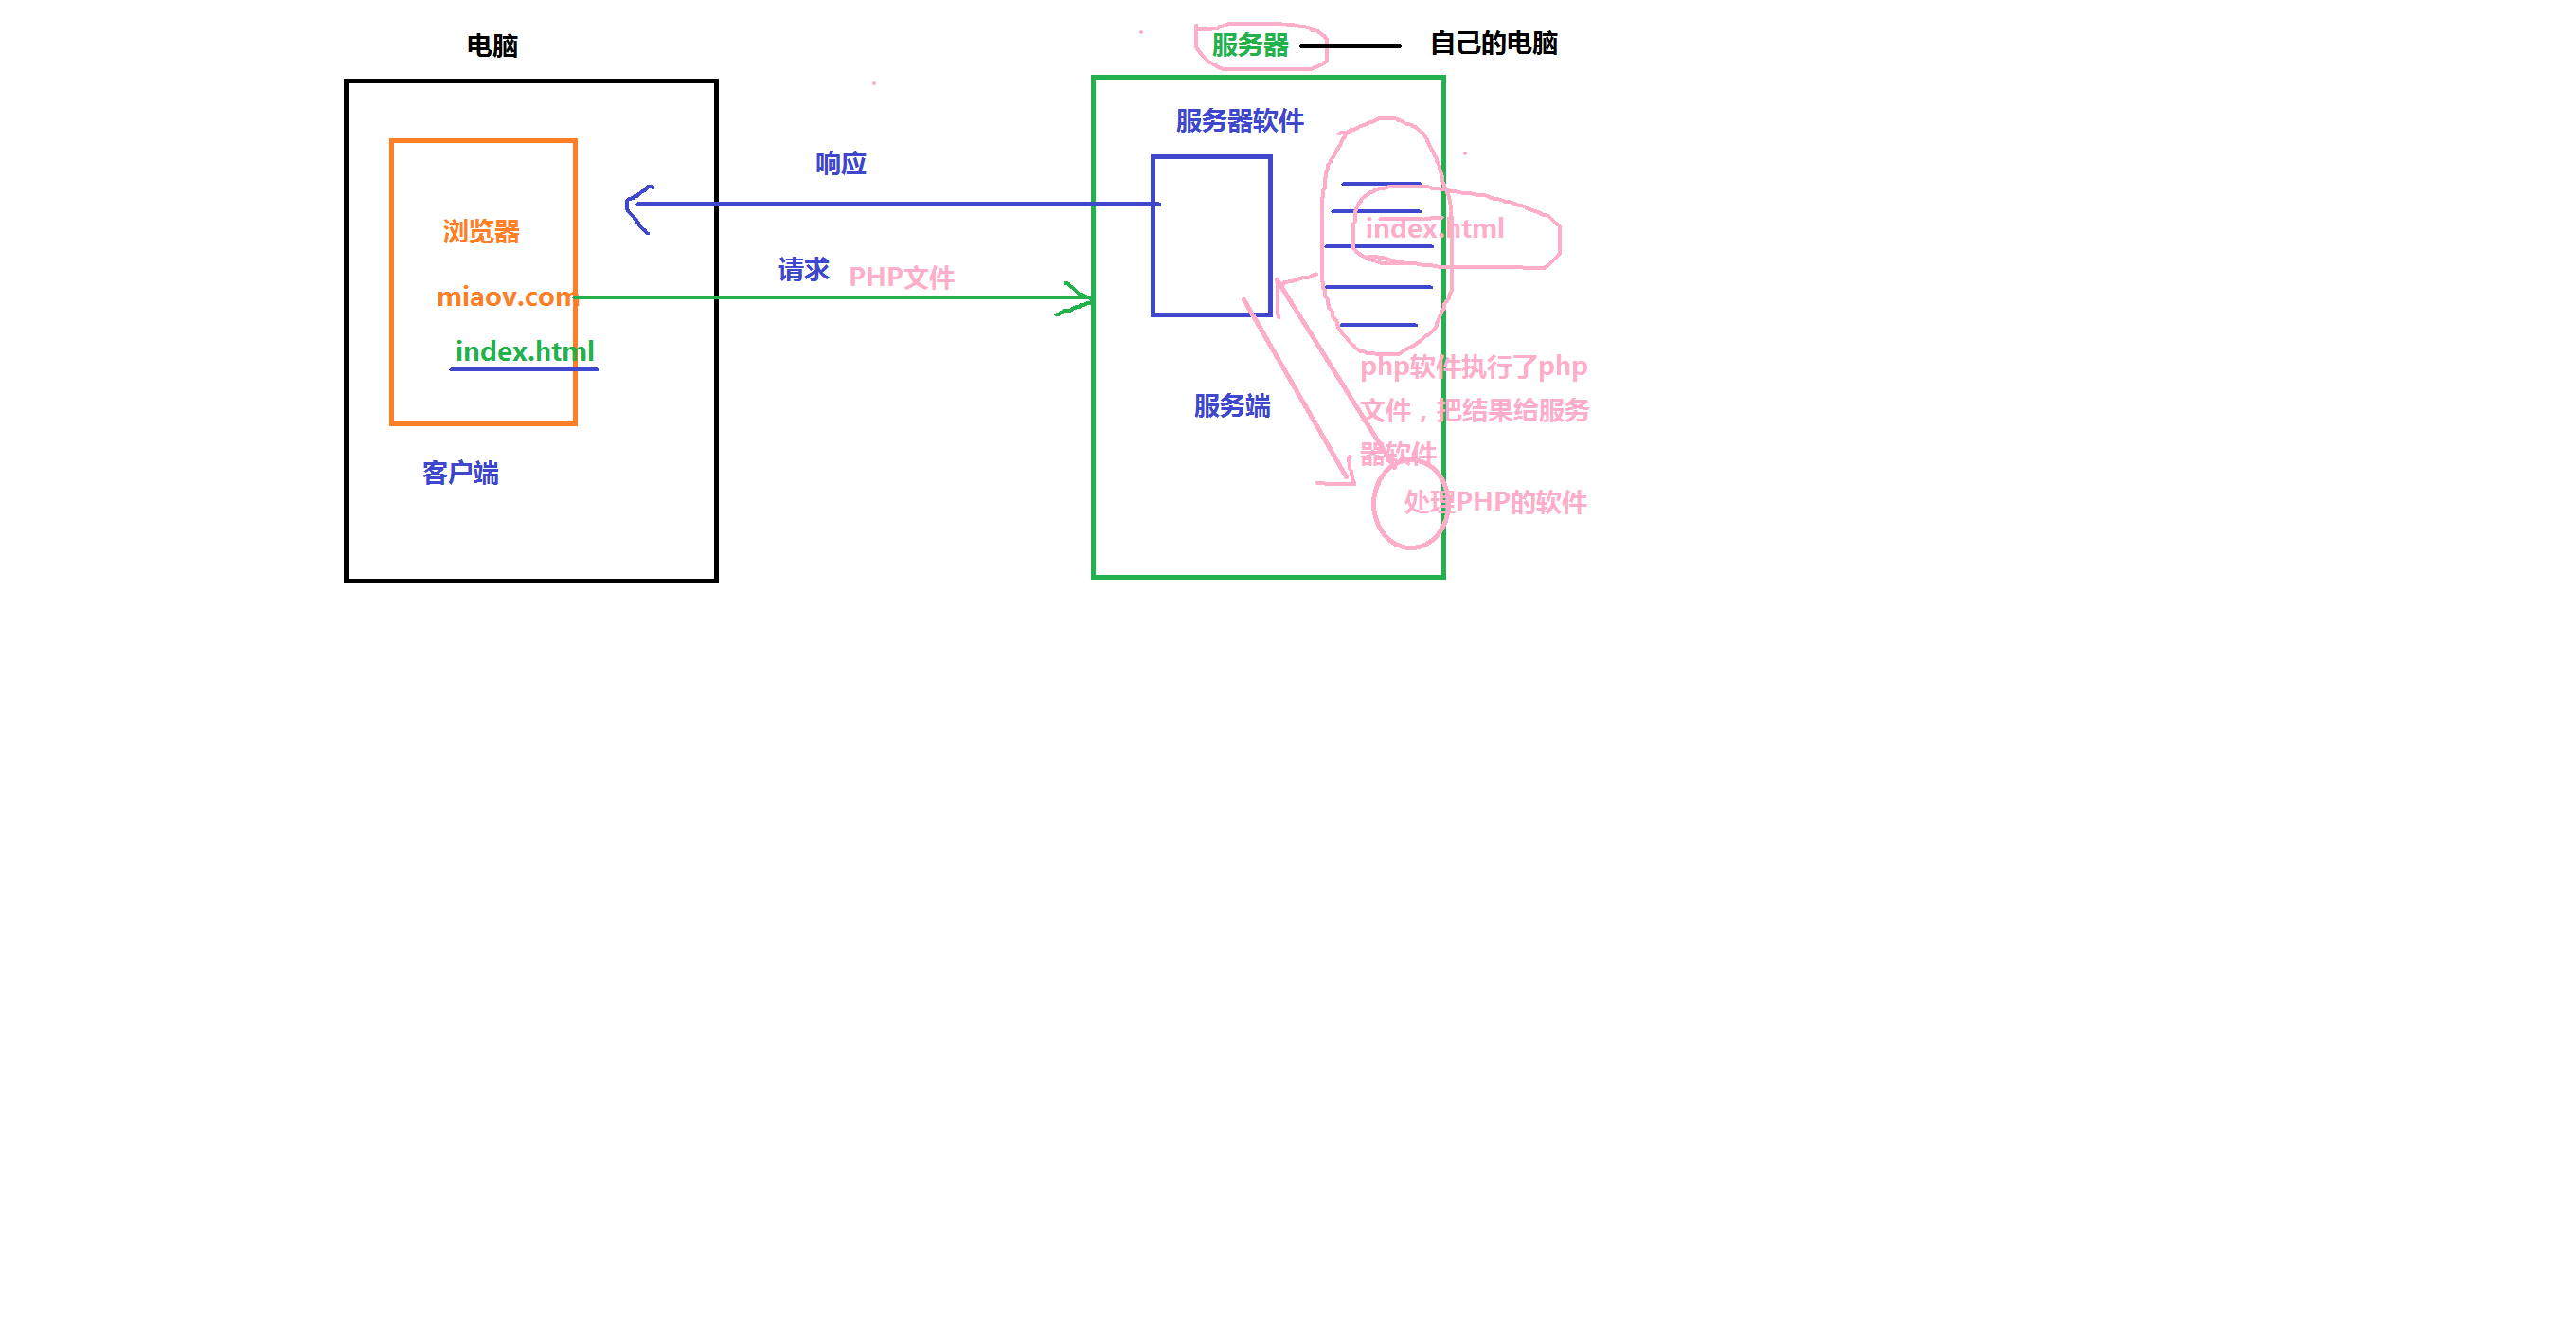 电脑
服务器
自己的电脑
服务器软件
响应
浏览器
index.html
请求
PHP文件
miaov.com
index.html
php软件执行了php
文件，把结果给服务
器软件
服务端
客户端
处理PHP的软件